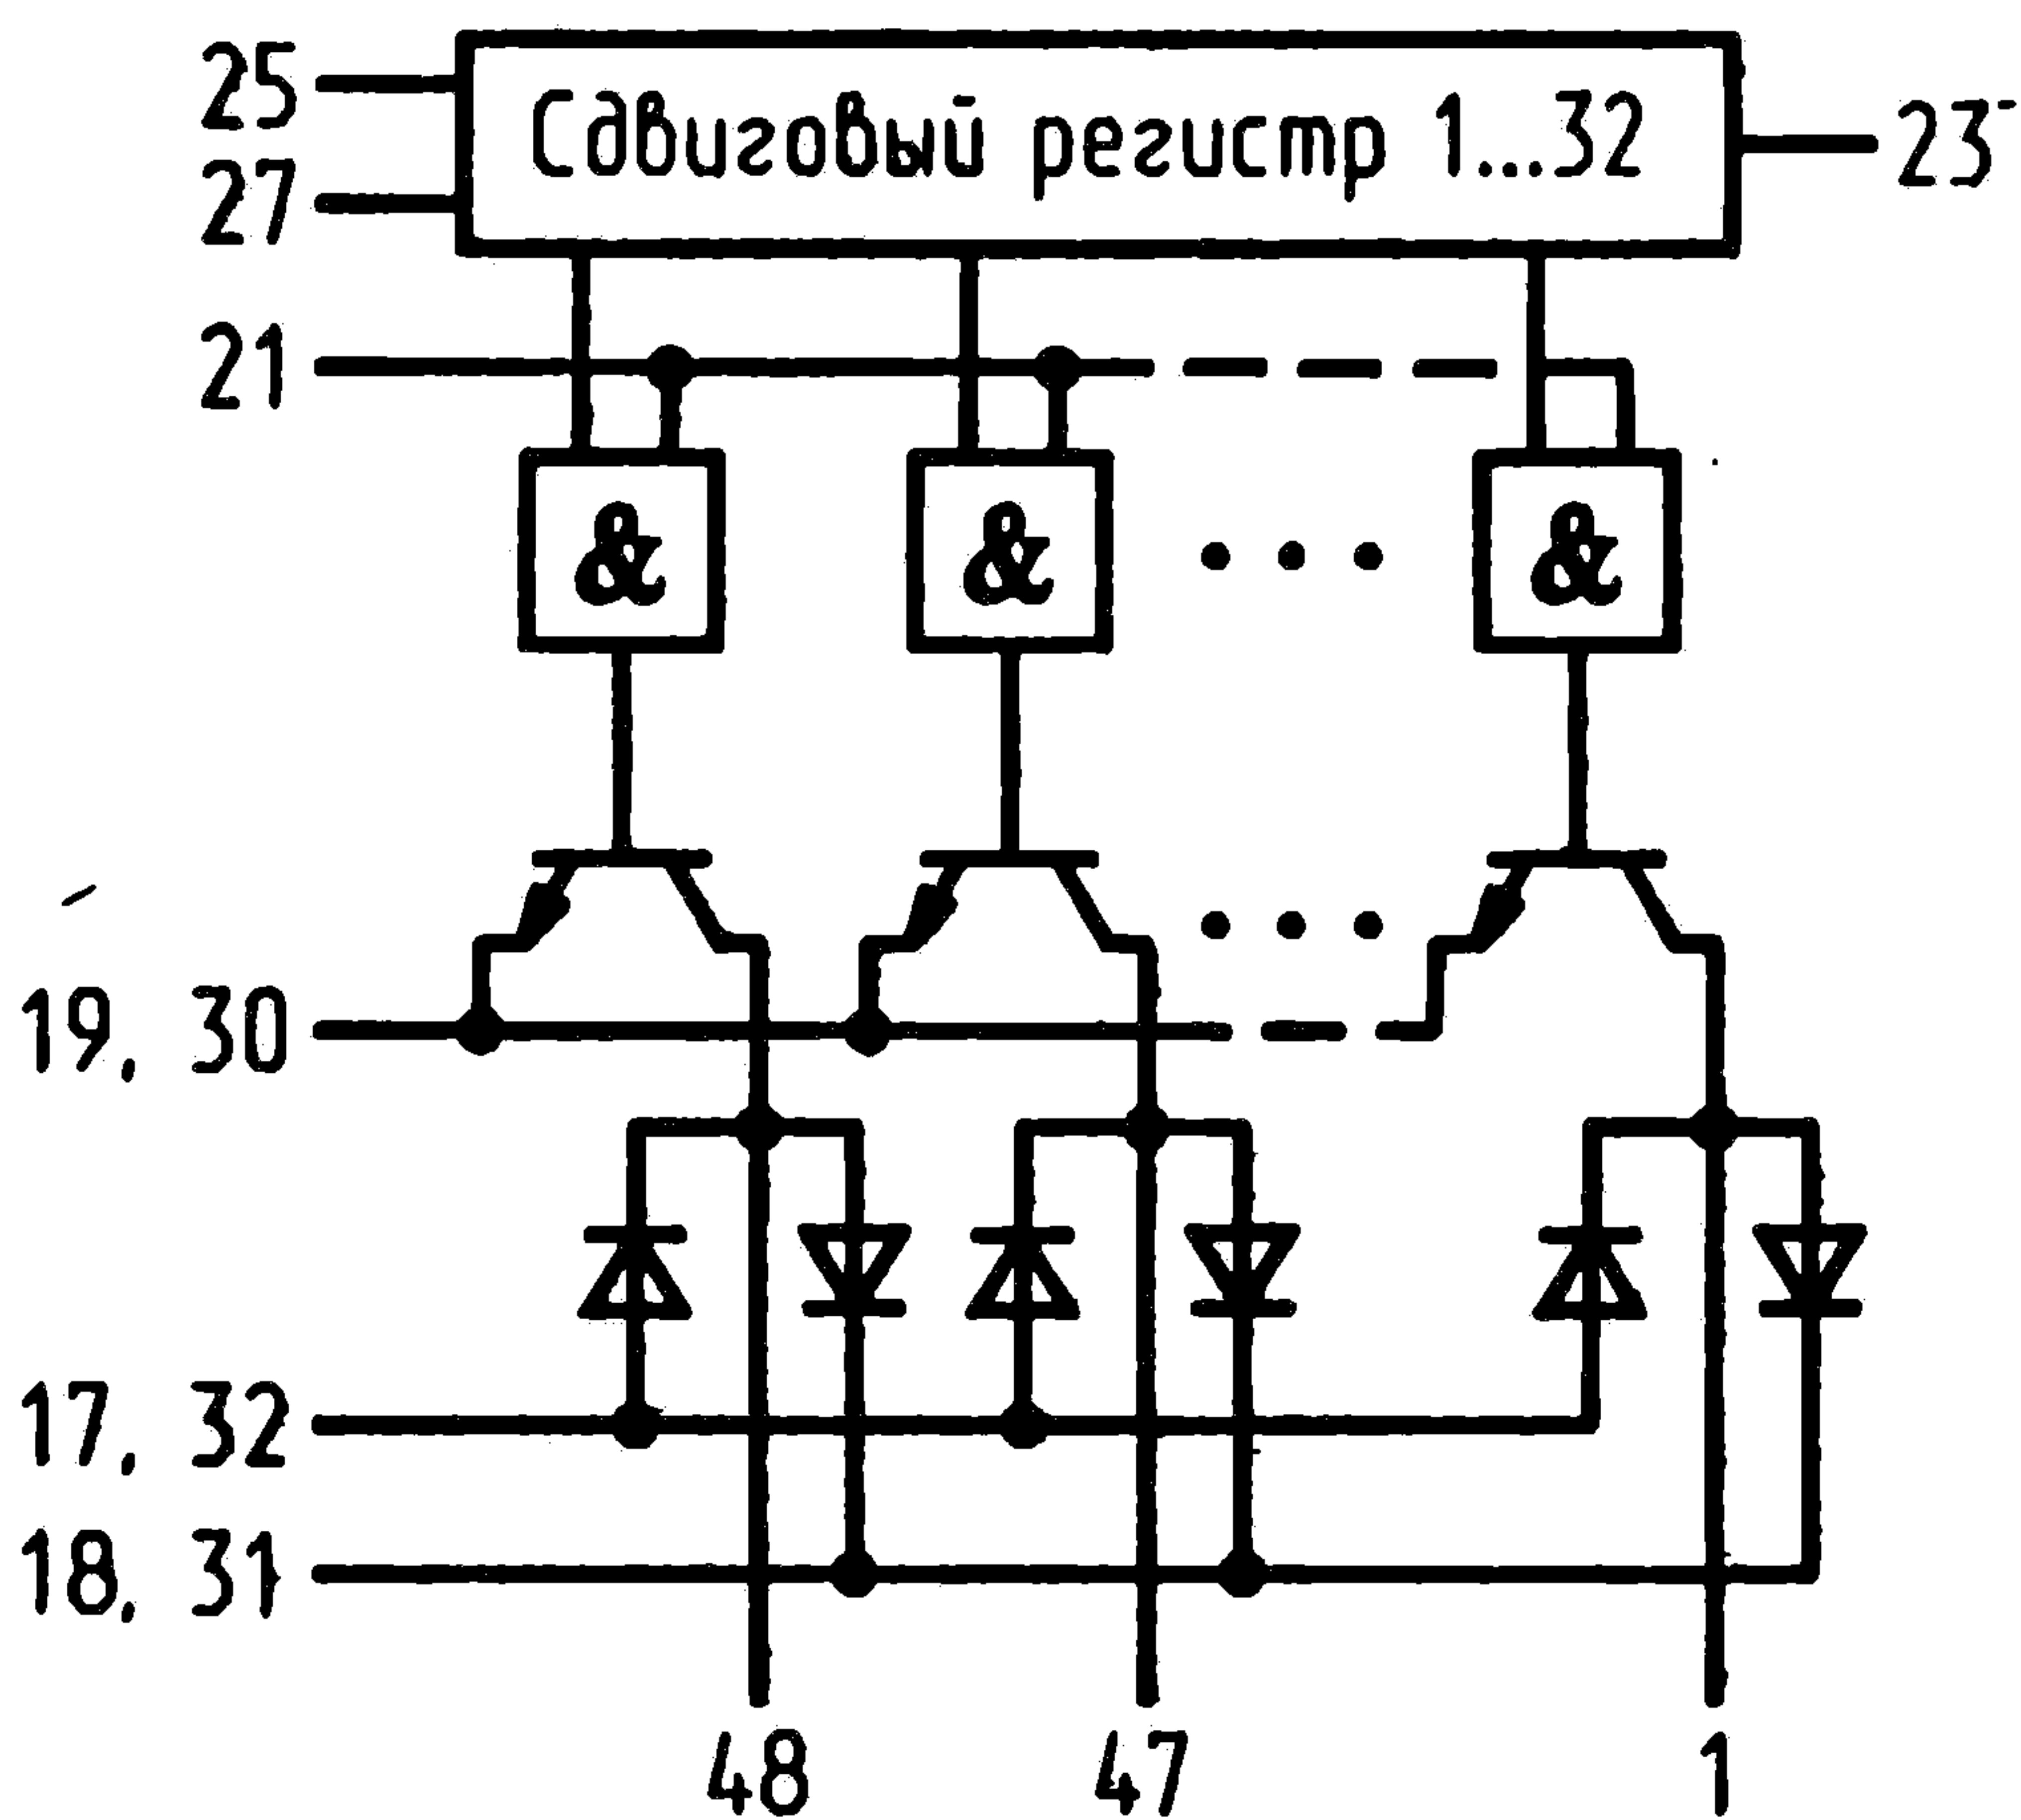 25
Сдвиговый регистр 1...32
23
27
21
& & ... &
...
19, 30
17, 32
18, 31
48 47 1